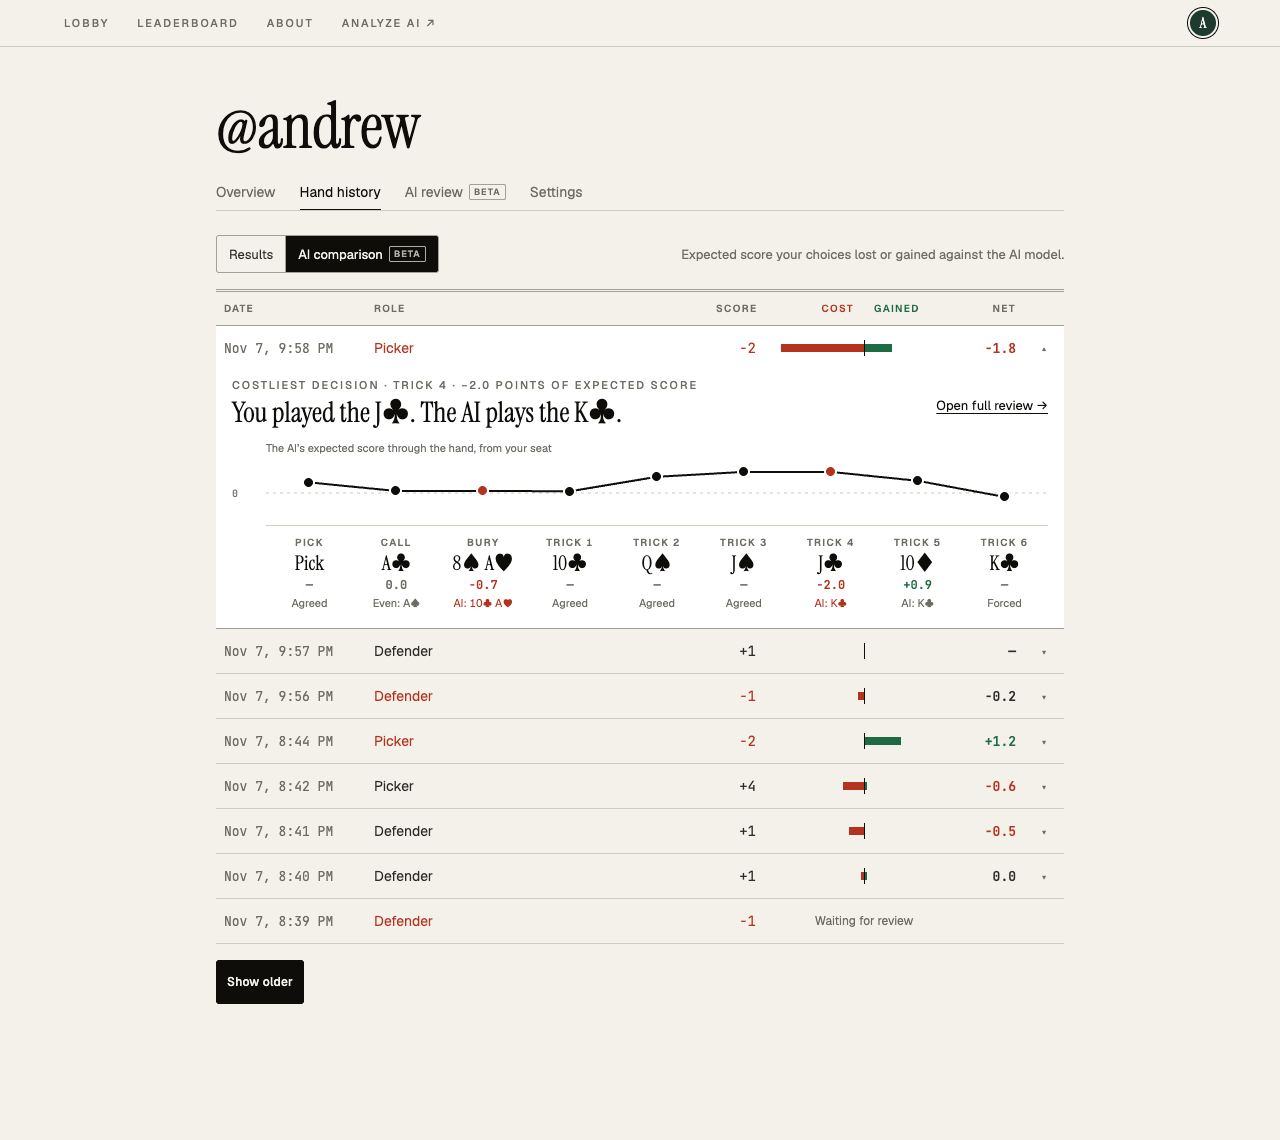 LOBBY LEADERBOARD ABOUT ANALYZE AI ↗ A
@andrew
Overview Hand history AI review BETA Settings
Results AI comparison BETA Expected score your choices lost or gained against the AI model.
DATE ROLE SCORE COST GAINED NET
Nov 7, 9:58 PM Picker -2 -1.8 ▴
COSTLIEST DECISION · TRICK 4 · −2.0 POINTS OF EXPECTED SCORE
You played the J♣. The AI plays the K♣. Open full review →
The AI's expected score through the hand, from your seat
0
PICK CALL BURY TRICK 1 TRICK 2 TRICK 3 TRICK 4 TRICK 5 TRICK 6
Pick A♣ 8♠ A♥ 10♣ Q♠ J♠ J♣ 10♦ K♣
— 0.0 -0.7 — — — -2.0 +0.9 —
Agreed Even: A♠ AI: 10♣ A♥ Agreed Agreed Agreed AI: K♣ AI: K♣ Forced
Nov 7, 9:57 PM Defender +1 — ▾
Nov 7, 9:56 PM Defender -1 -0.2 ▾
Nov 7, 8:44 PM Picker -2 +1.2 ▾
Nov 7, 8:42 PM Picker +4 -0.6 ▾
Nov 7, 8:41 PM Defender +1 -0.5 ▾
Nov 7, 8:40 PM Defender +1 0.0 ▾
Nov 7, 8:39 PM Defender -1 Waiting for review
Show older